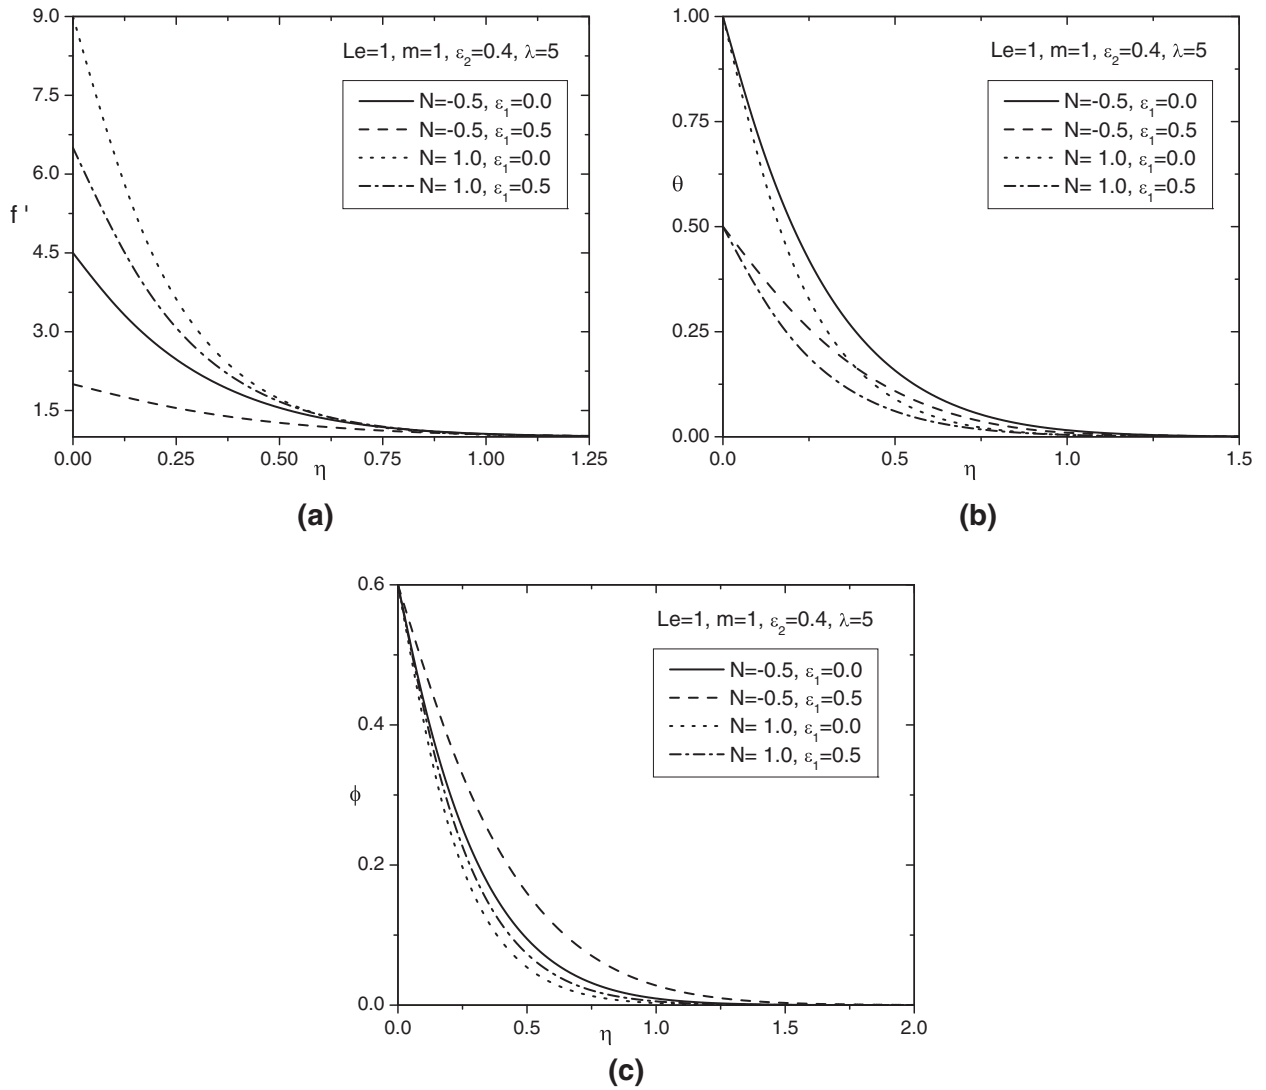 9.0
7.5
6.0
4.5
3.0
1.5
f '
Le=1, m=1, ε₂=0.4, λ=5
N=-0.5, ε₁=0.0
N=-0.5, ε₁=0.5
N= 1.0, ε₁=0.0
N= 1.0, ε₁=0.5
0.00 0.25 0.50 0.75 1.00 1.25
η
(a)
1.00
0.75
0.50
0.25
0.00
θ
Le=1, m=1, ε₂=0.4, λ=5
N=-0.5, ε₁=0.0
N=-0.5, ε₁=0.5
N= 1.0, ε₁=0.0
N= 1.0, ε₁=0.5
0.0 0.5 1.0 1.5
η
(b)
0.6
0.4
0.2
0.0
ϕ
Le=1, m=1, ε₂=0.4, λ=5
N=-0.5, ε₁=0.0
N=-0.5, ε₁=0.5
N= 1.0, ε₁=0.0
N= 1.0, ε₁=0.5
0.0 0.5 1.0 1.5 2.0
η
(c)